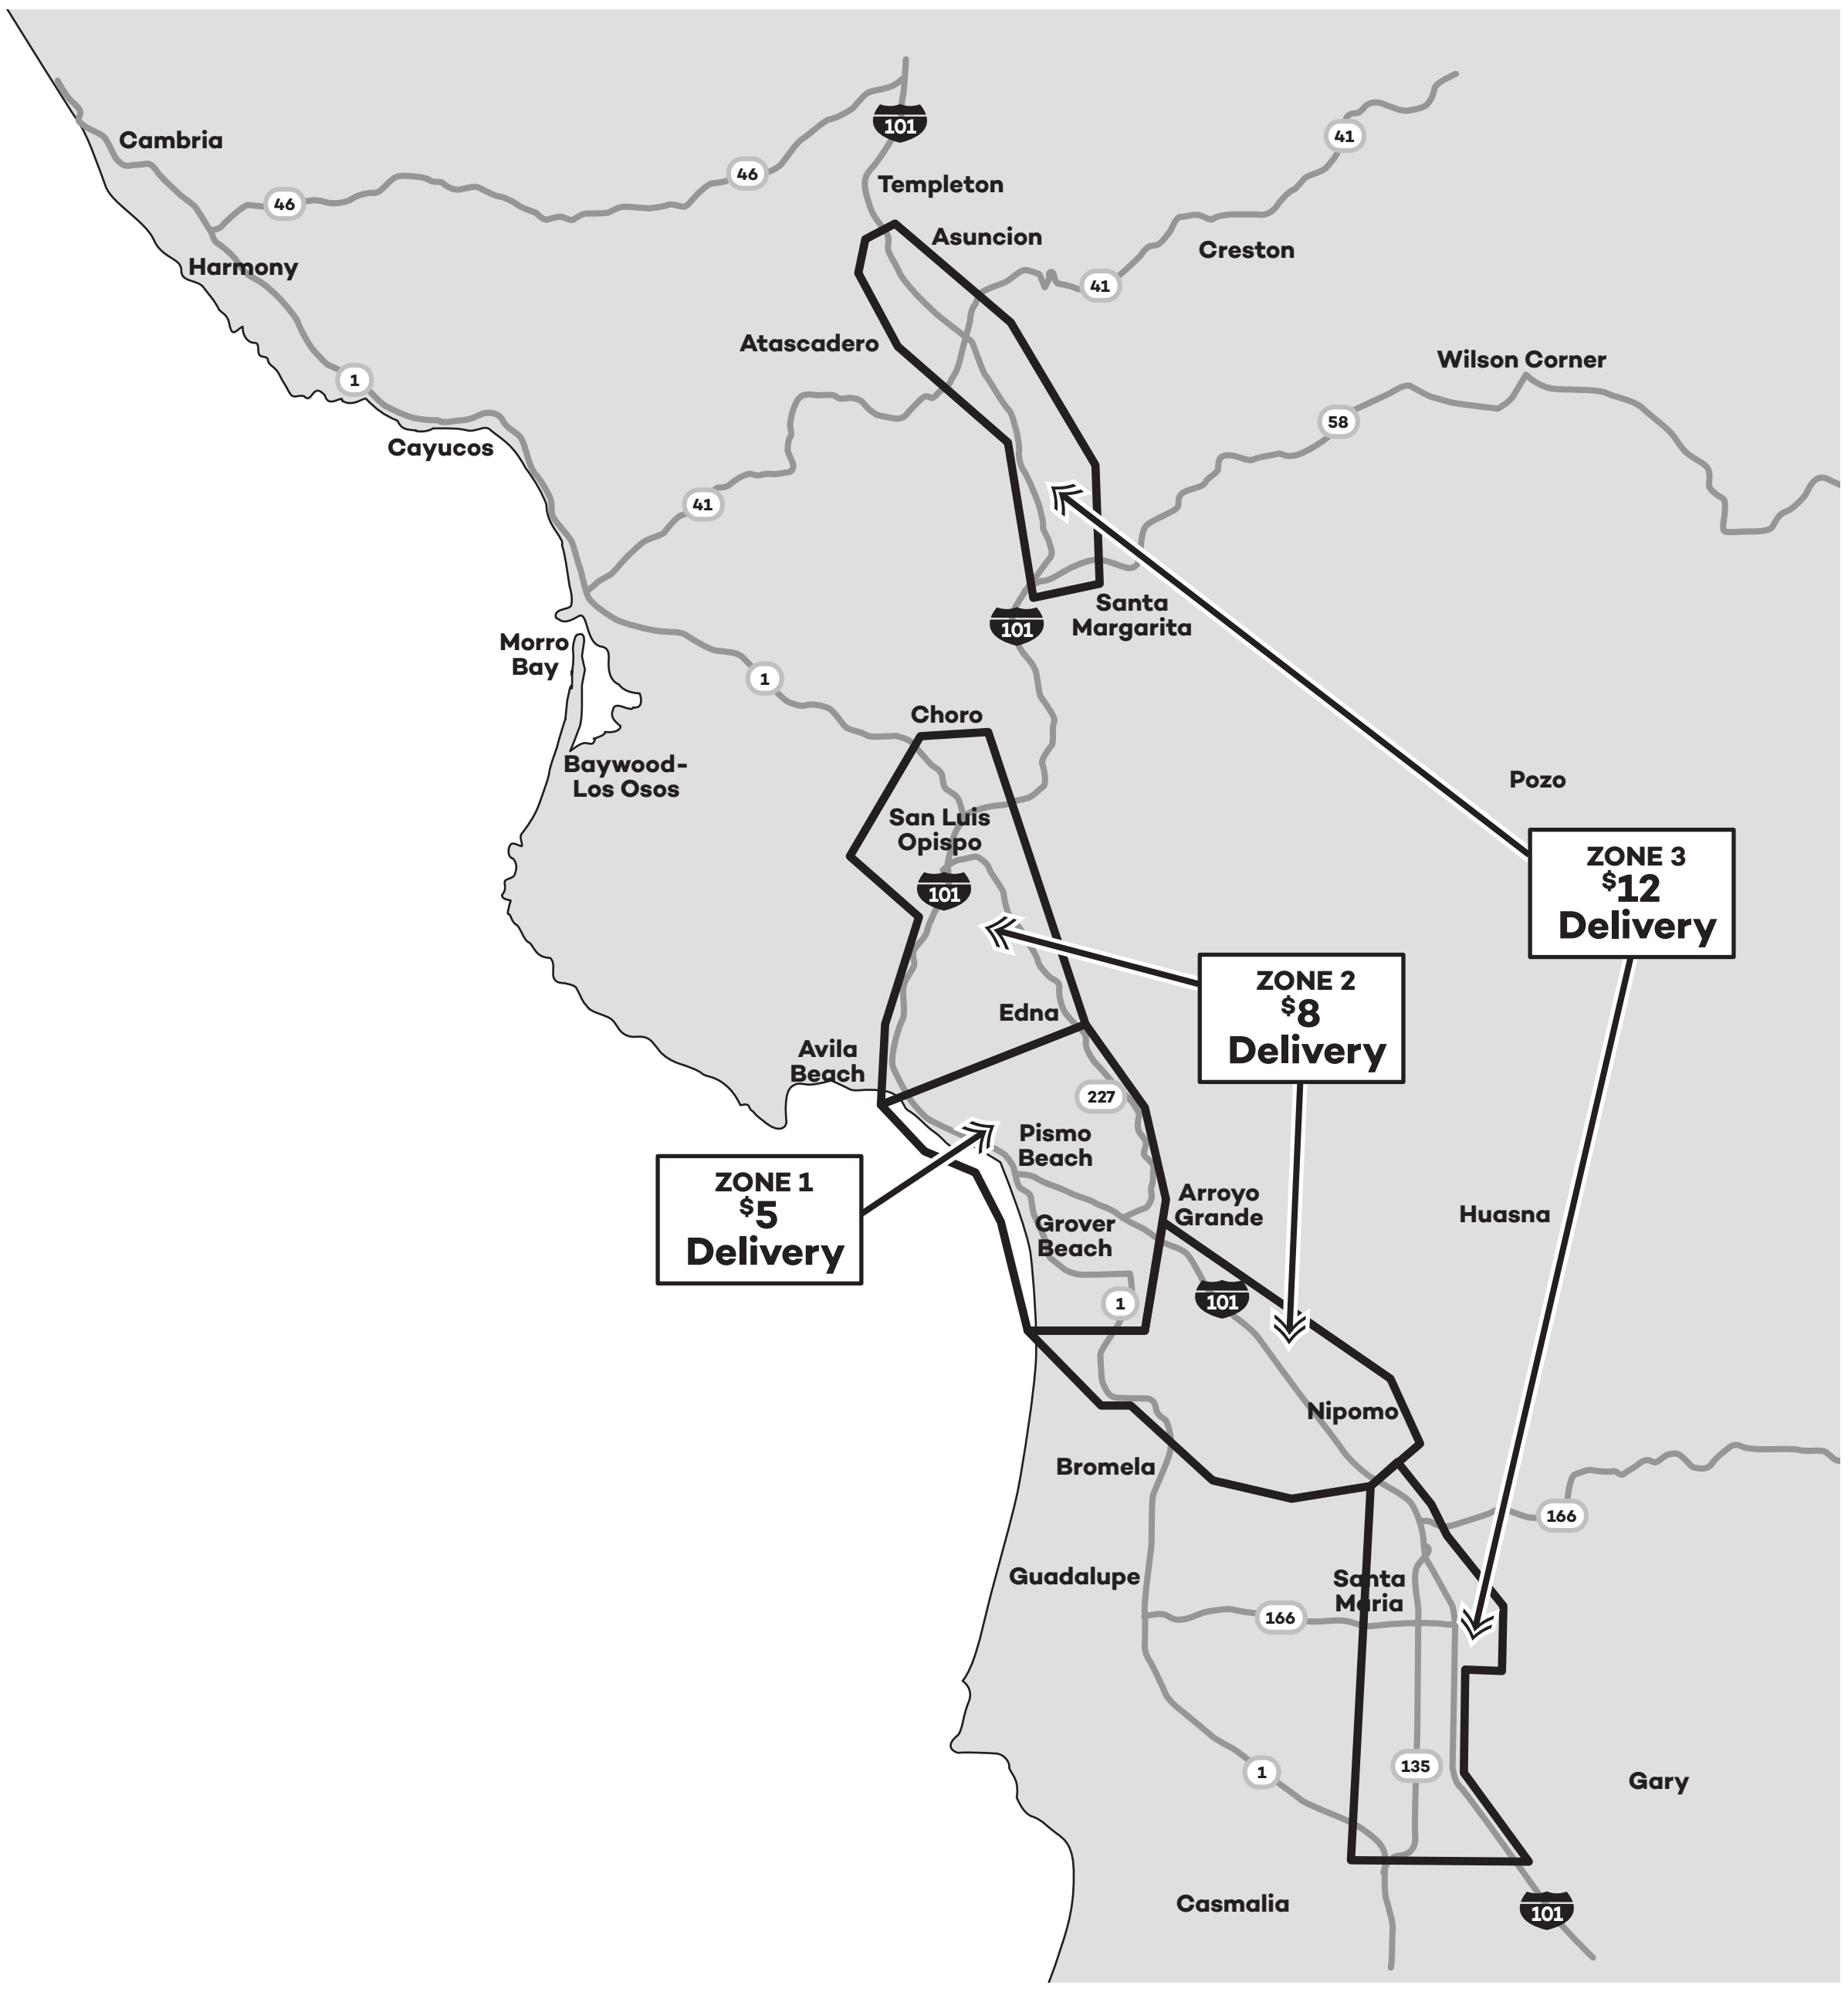 101
Cambria
46
41
46
Templeton
Asuncion
Creston
Harmony
41
Atascadero
Wilson Corner
1
58
Cayucos
41
Santa
Margarita
101
Morro
Bay
1
Choro
Baywood-
Los Osos
Pozo
San Luis
Opispo
101
ZONE 3
$12
Delivery
ZONE 2
$8
Delivery
Edna
Avila
Beach
227
Pismo
Beach
ZONE 1
$5
Delivery
Arroyo
Grande
Huasna
Grover
Beach
1
101
Nipomo
Bromela
166
Guadalupe
Santa
Maria
166
1
135
Gary
Casmalia
101